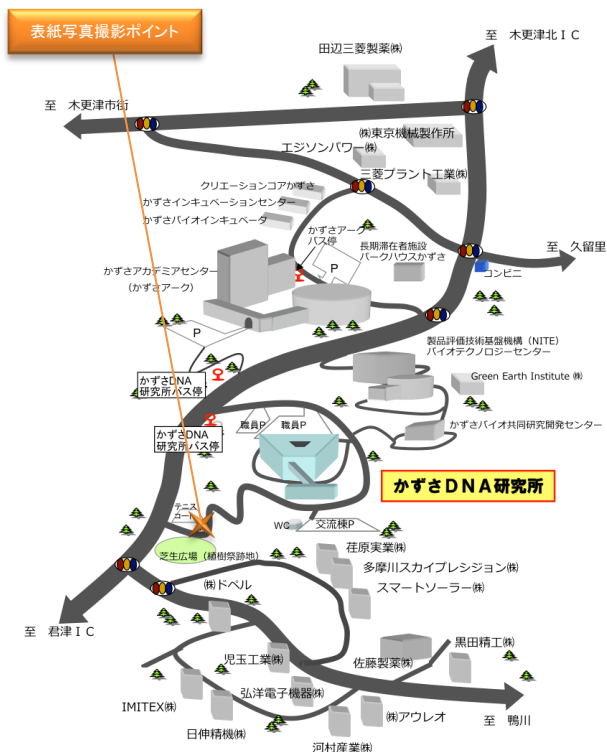 表紙写真撮影ポイント
至 木更津北ＩＣ
田辺三菱製薬㈱
至 木更津市街
㈱東京機械製作所
エジソンパワー㈱
三菱プラント工業㈱
クリエーションコアかずさ
かずさインキュベーションセンター
かずさバイオインキュベータ
かずさアーク
バス停
長期滞在者施設
パークハウスかずさ
至 久留里
P
コンビニ
かずさアカデミアセンター
（かずさアーク）
P
製品評価技術基盤機構（NITE）
バイオテクノロジーセンター
Green Earth Institute ㈱
かずさDNA
研究所バス停
かずさバイオ共同研究開発センター
職員P
職員P
かずさDNA
研究所バス停
かずさＤＮＡ研究所
テニス
コート
WC
交流棟P
芝生広場（植樹祭跡地）
荏原実業㈱
多摩川スカイプレシジョン㈱
スマートソーラー㈱
㈱ドペル
至 君津ＩＣ
黒田精工㈱
児玉工業㈱
佐藤製薬㈱
弘洋電子機器㈱
IMITEX㈱
㈱アウレオ
至 鴨川
日伸精機㈱
河村産業㈱